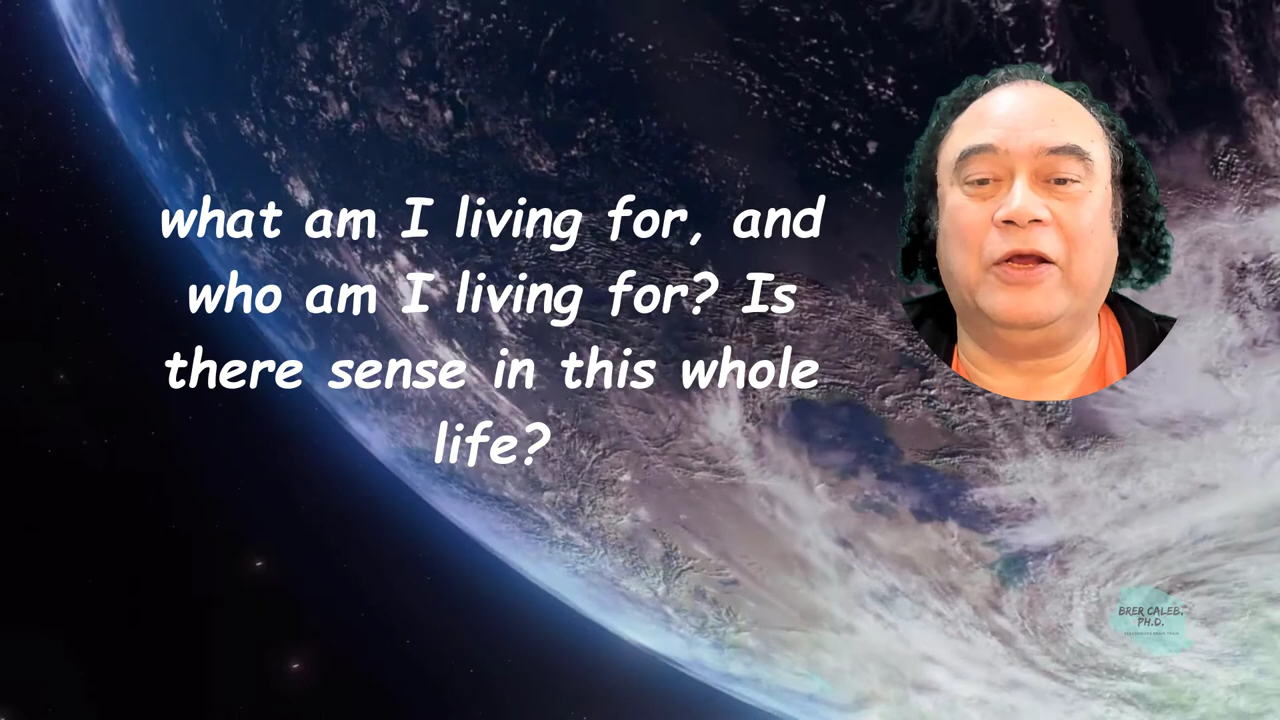 what am I living for, and
who am I living for? Is
there sense in this whole
life?
BRER CALEB,
PH.D.